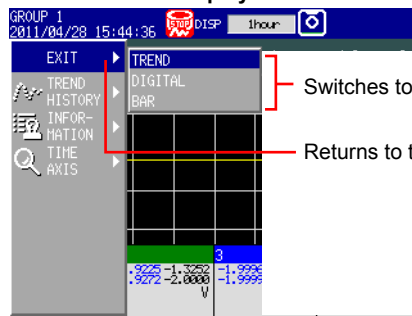 GROUP 1
2011/04/28 15:44:36 STOP DISP 1hour
EXIT
TREND
HISTORY
INFOR-
MATION
TIME
AXIS
TREND
DIGITAL
BAR
Switches to
Returns to t
3
.9225 -1.3252 -1.9996
.9272 -2.0000 -1.9999
V